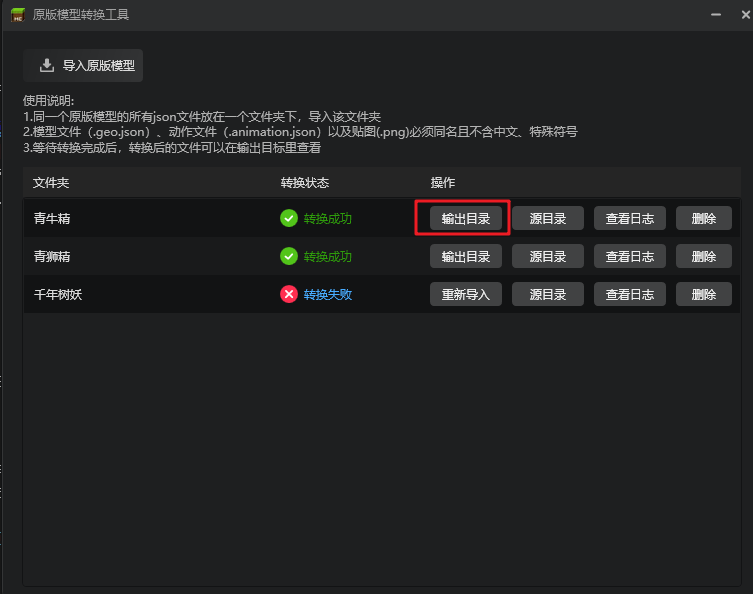 原版模型转换工具
导入原版模型
使用说明:
1.同一个原版模型的所有json文件放在一个文件夹下，导入该文件夹
2.模型文件（.geo.json）、动作文件（.animation.json）以及贴图(.png)必须同名且不含中文、特殊符号
3.等待转换完成后，转换后的文件可以在输出目标里查看
文件夹 转换状态 操作
青牛精 转换成功 输出目录 源目录 查看日志 删除
青狮精 转换成功 输出目录 源目录 查看日志 删除
千年树妖 转换失败 重新导入 源目录 查看日志 删除